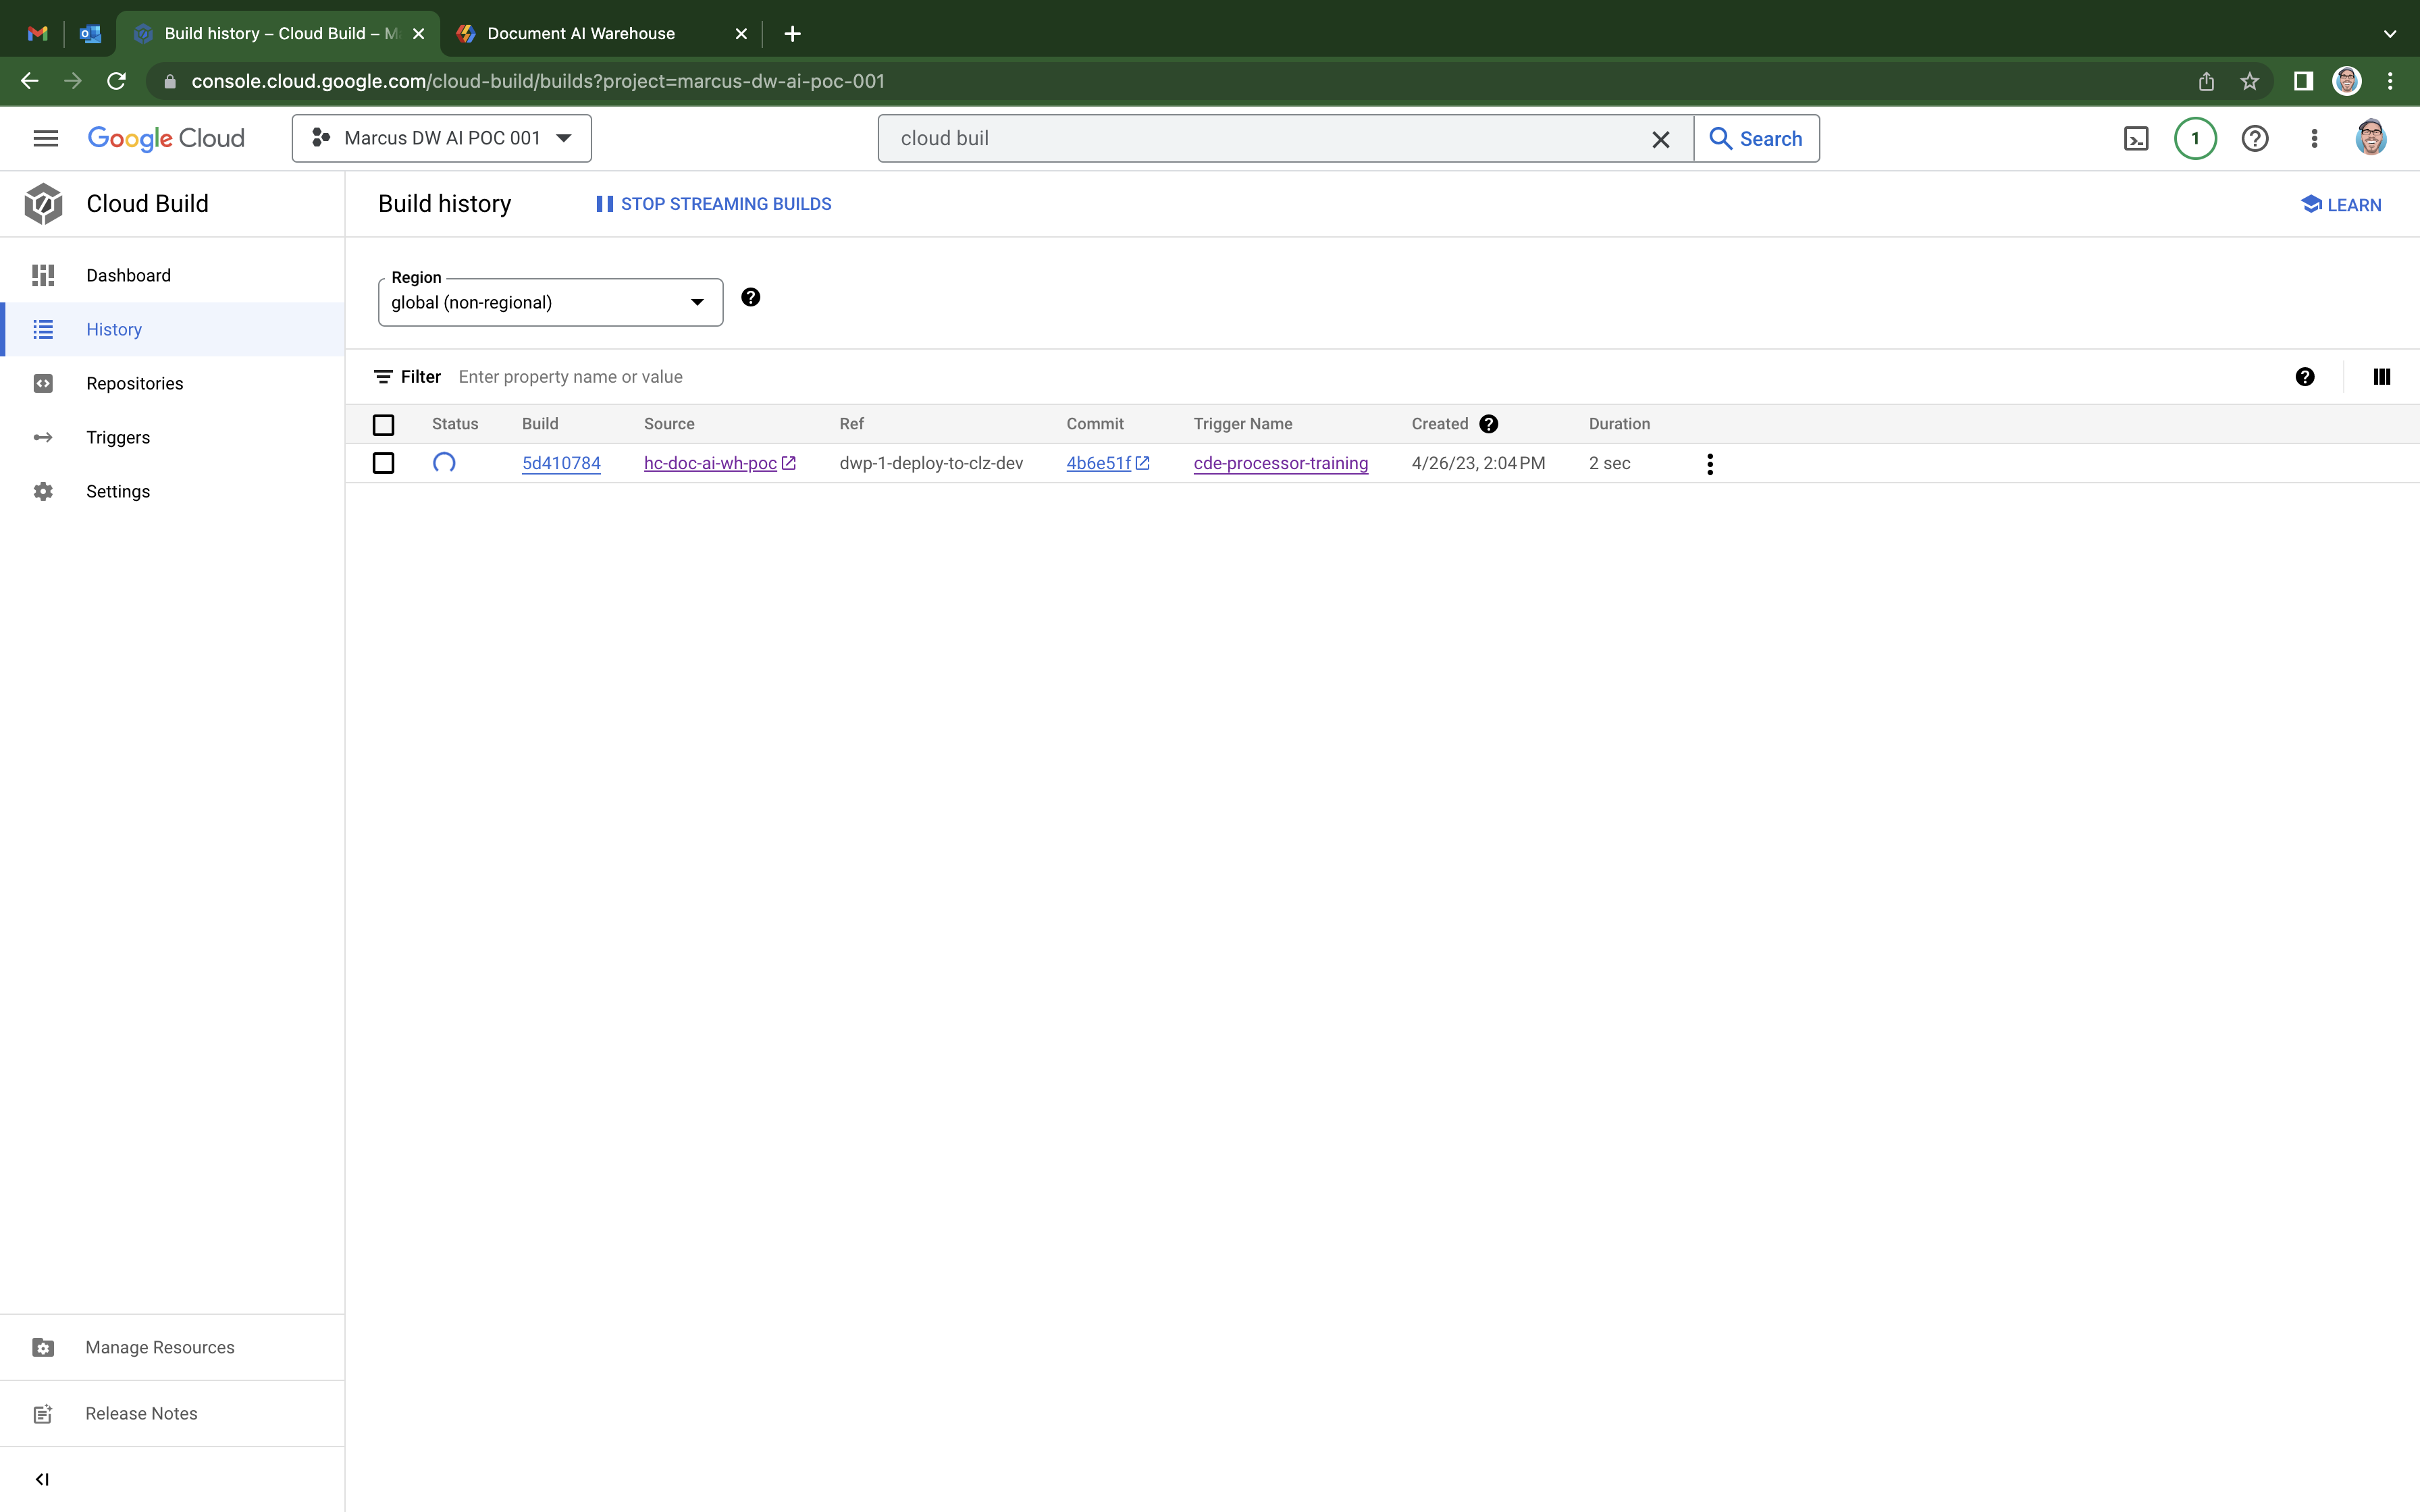 Build history – Cloud Build – M
Document AI Warehouse
console.cloud.google.com/cloud-build/builds?project=marcus-dw-ai-poc-001
Google Cloud
Marcus DW AI POC 001
cloud buil
Search
1
Cloud Build
Build history
STOP STREAMING BUILDS
LEARN
Dashboard
History
Repositories
Triggers
Settings
Region
global (non-regional)
Filter Enter property name or value
Status Build Source Ref Commit Trigger Name Created Duration
5d410784 hc-doc-ai-wh-poc dwp-1-deploy-to-clz-dev 4b6e51f cde-processor-training 4/26/23, 2:04 PM 2 sec
Manage Resources
Release Notes